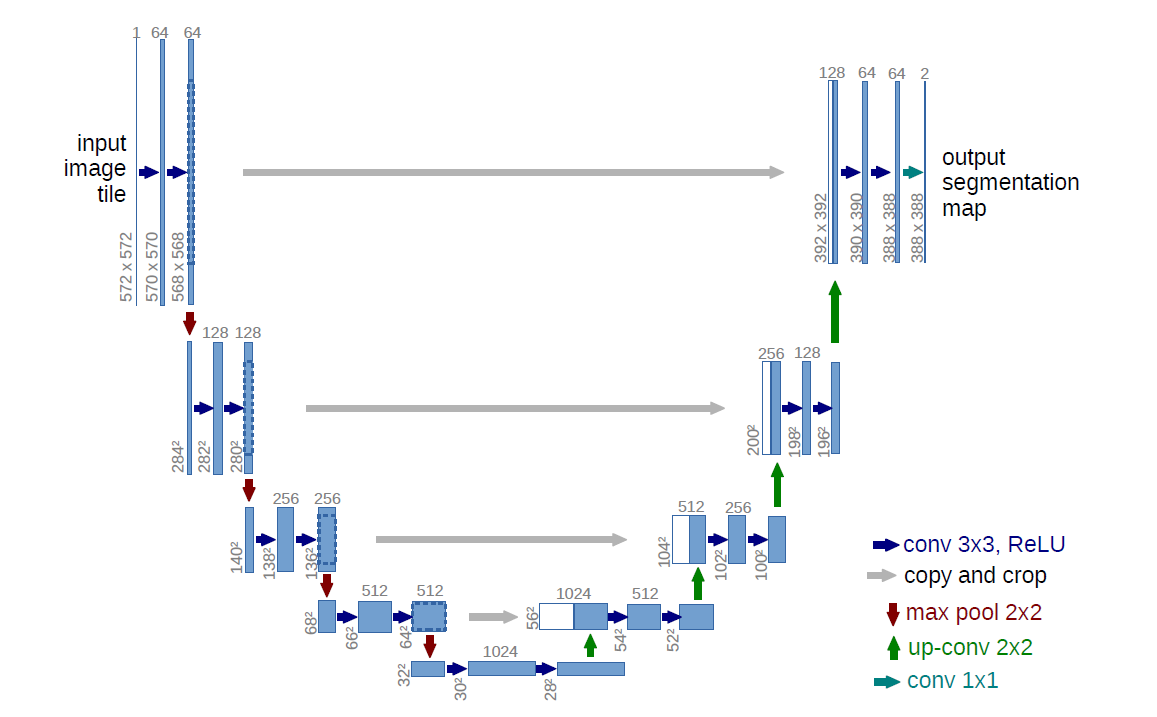 1 64 64
input
image
tile
572 x 572
570 x 570
568 x 568
128 64 64 2
output
segmentation
map
392 x 392
390 x 390
388 x 388
388 x 388
128 128
284²
282²
280²
256 128
200²
198²
196²
256 256
140²
138²
136²
512 256
104²
102²
100²
512 512
68²
66²
64²
1024 512
56²
54²
52²
1024
32²
30²
28²
conv 3x3, ReLU
copy and crop
max pool 2x2
up-conv 2x2
conv 1x1